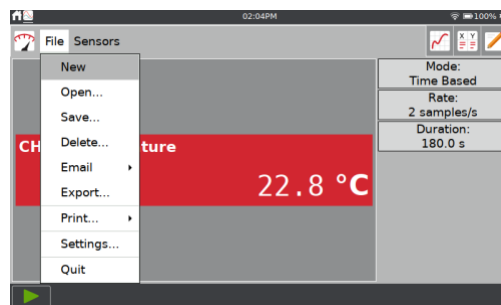 02:04PM
100%
File Sensors
X Y
New
Open...
Save...
Delete...
Email
Export...
Print...
Settings...
Quit
CH
ture
22.8 °C
Mode:
Time Based
Rate:
2 samples/s
Duration:
180.0 s